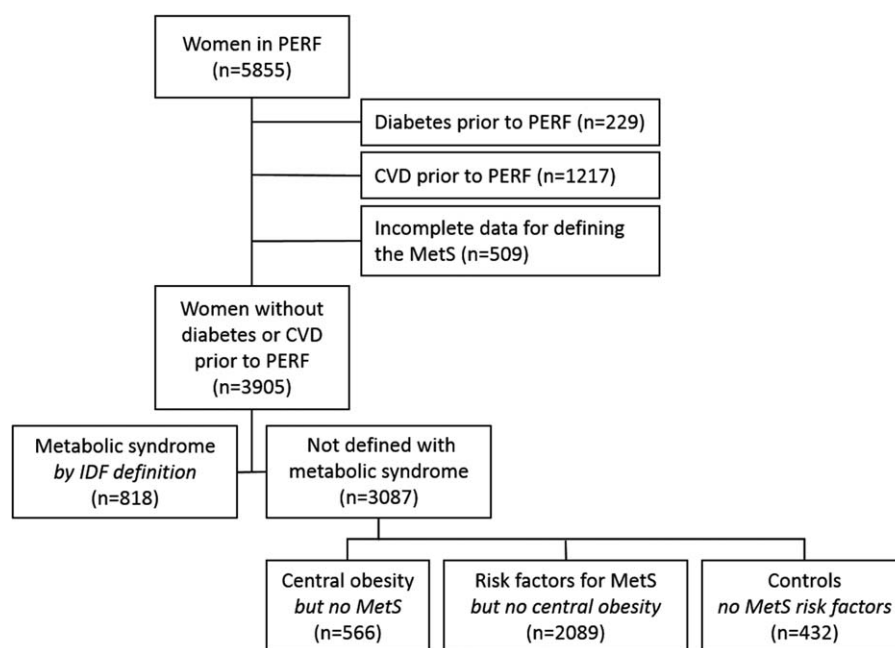 Women in PERF
(n=5855)
Diabetes prior to PERF (n=229)
CVD prior to PERF (n=1217)
Incomplete data for defining
the MetS (n=509)
Women without
diabetes or CVD
prior to PERF
(n=3905)
Metabolic syndrome
by IDF definition
(n=818)
Not defined with
metabolic syndrome
(n=3087)
Central obesity
but no MetS
(n=566)
Risk factors for MetS
but no central obesity
(n=2089)
Controls
no MetS risk factors
(n=432)